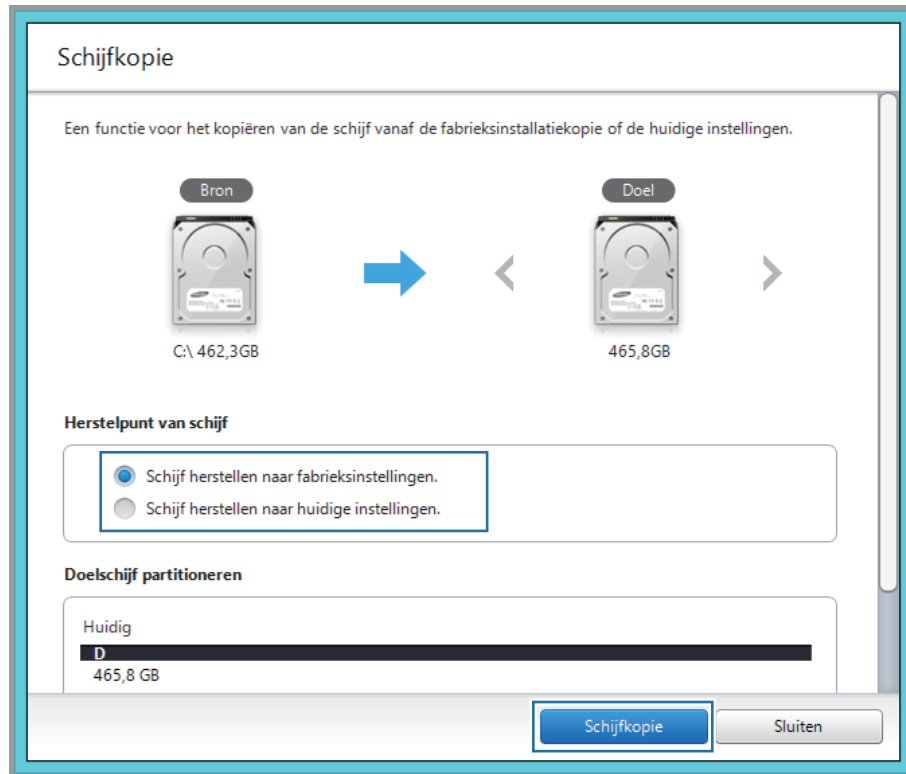 Schijfkopie
Een functie voor het kopiëren van de schijf vanaf de fabrieksinstallatiekopie of de huidige instellingen.
Bron
Doel
C:\ 462,3GB
465,8GB
Herstelpunt van schijf
Schijf herstellen naar fabrieksinstellingen.
Schijf herstellen naar huidige instellingen.
Doelschijf partitioneren
Huidig
D
465,8 GB
Schijfkopie
Sluiten